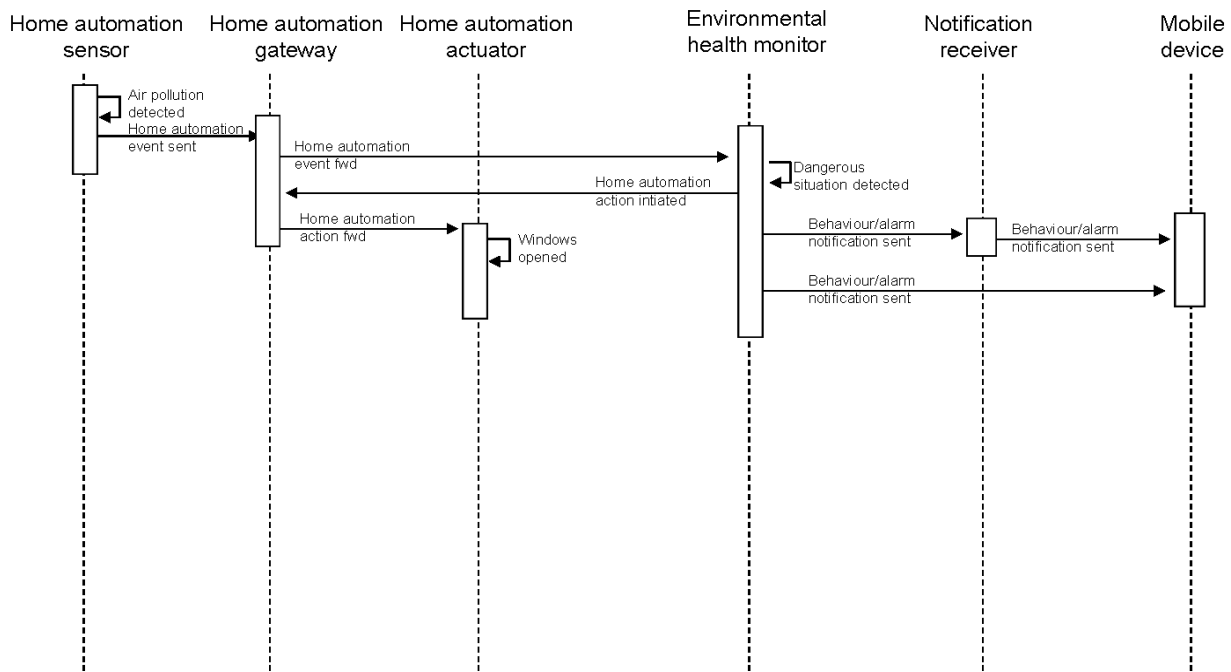 Home automation
sensor
Home automation
gateway
Home automation
actuator
Environmental
health monitor
Notification
receiver
Mobile
device
Air pollution
detected
Home automation
event sent
Home automation
event fwd
Dangerous
situation detected
Home automation
action intiated
Home automation
action fwd
Windows
opened
Behaviour/alarm
notification sent
Behaviour/alarm
notification sent
Behaviour/alarm
notification sent